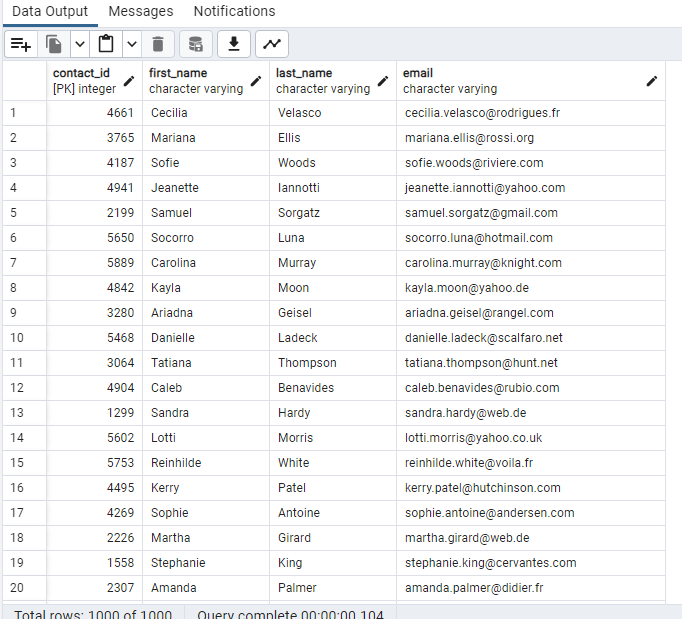 Data Output Messages Notifications
contact_id first_name last_name email
[PK] integer character varying character varying character varying
1 4661 Cecilia Velasco cecilia.velasco@rodrigues.fr
2 3765 Mariana Ellis mariana.ellis@rossi.org
3 4187 Sofie Woods sofie.woods@riviere.com
4 4941 Jeanette Iannotti jeanette.iannotti@yahoo.com
5 2199 Samuel Sorgatz samuel.sorgatz@gmail.com
6 5650 Socorro Luna socorro.luna@hotmail.com
7 5889 Carolina Murray carolina.murray@knight.com
8 4842 Kayla Moon kayla.moon@yahoo.de
9 3280 Ariadna Geisel ariadna.geisel@rangel.com
10 5468 Danielle Ladeck danielle.ladeck@scalfaro.net
11 3064 Tatiana Thompson tatiana.thompson@hunt.net
12 4904 Caleb Benavides caleb.benavides@rubio.com
13 1299 Sandra Hardy sandra.hardy@web.de
14 5602 Lotti Morris lotti.morris@yahoo.co.uk
15 5753 Reinhilde White reinhilde.white@voila.fr
16 4495 Kerry Patel kerry.patel@hutchinson.com
17 4269 Sophie Antoine sophie.antoine@andersen.com
18 2226 Martha Girard martha.girard@web.de
19 1558 Stephanie King stephanie.king@cervantes.com
20 2307 Amanda Palmer amanda.palmer@didier.fr
Total rows: 1000 of 1000 Query complete 00:00:00.104